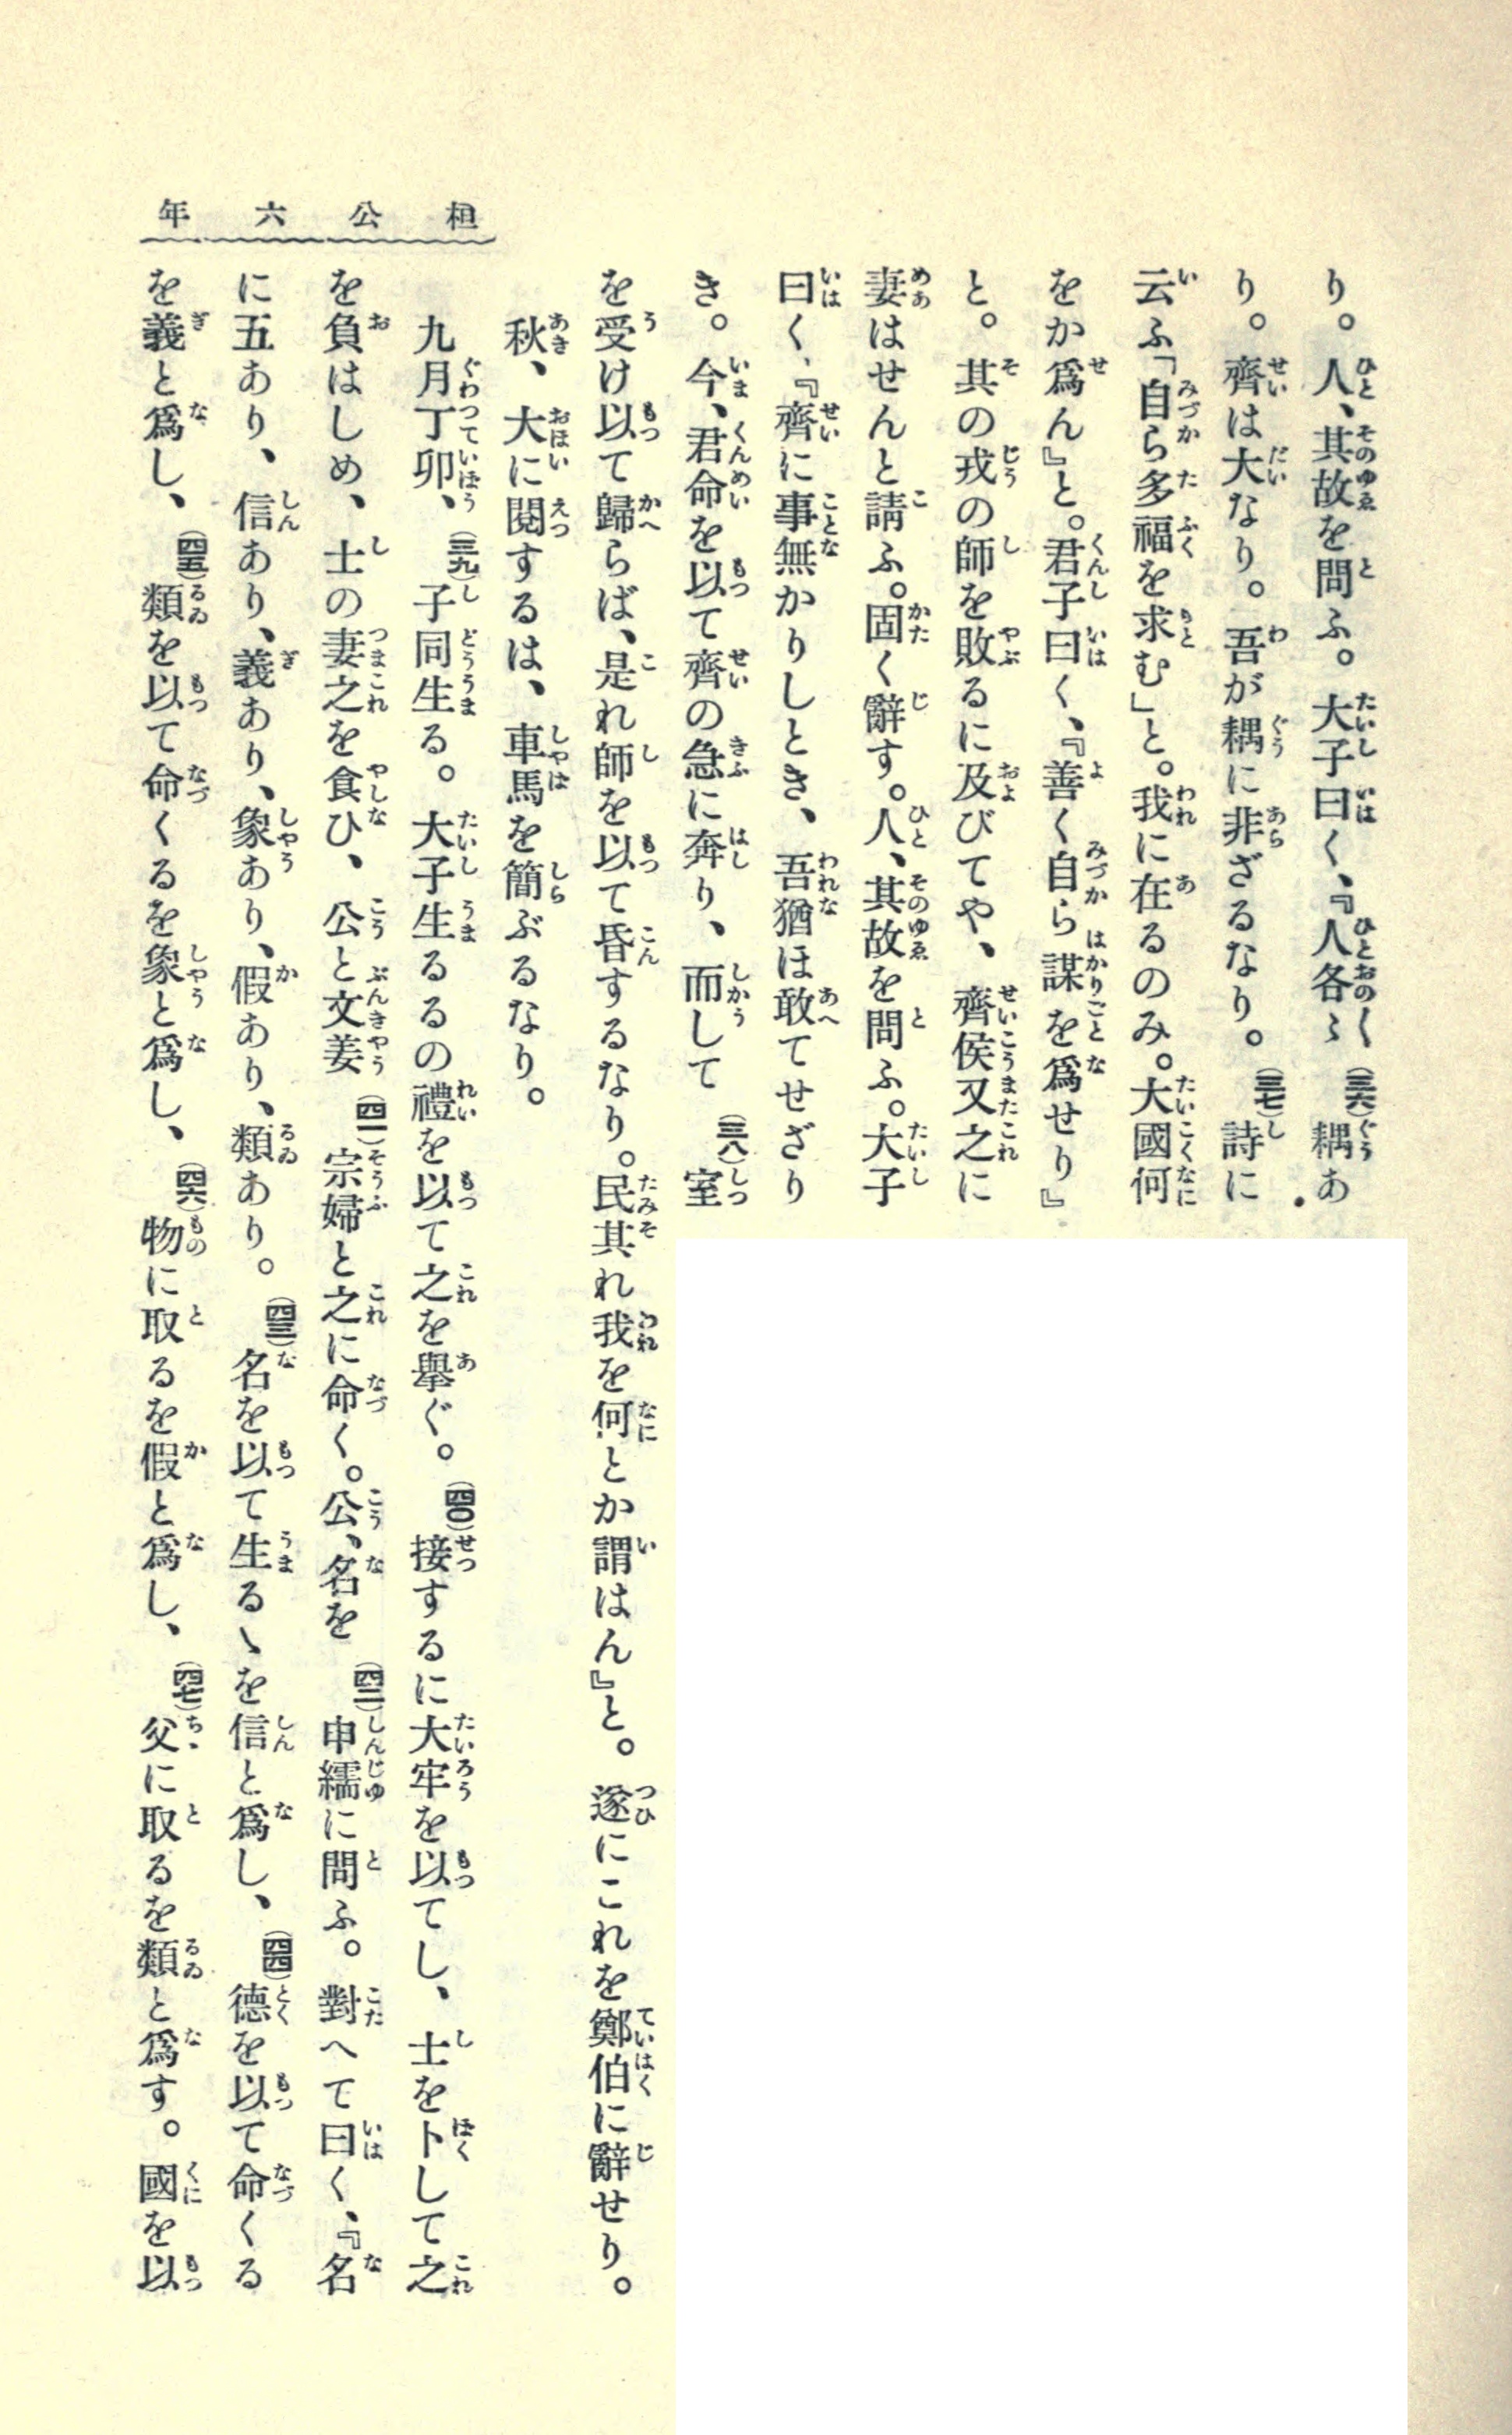 桓公六年
り。人、其故を問ふ。大子曰く、『人各〻(三六)耦あ
り。齊は大なり。吾が耦に非ざるなり。(三七)詩に
云ふ「自ら多福を求む」と。我に在るのみ。大國何
をか爲ん』と。君子曰く、『善く自ら謀を爲せり』
と。其の戎の師を敗るに及びてや、齊侯又之に
妻はせんと請ふ。固く辭す。人、其故を問ふ。大子
曰く、『齊に事無かりしとき、吾猶ほ敢てせざり
き。今、君命を以て齊の急に奔り、而して(三八)室
を受け以て歸らば、是れ師を以て昏するなり。民其れ我を何とか謂はん』と。遂にこれを鄭伯に辭せり。
秋、大に閲するは、車馬を簡ぶるなり。
九月丁卯、(三九)子同生る。大子生るるの禮を以て之を擧ぐ。(四〇)接するに大牢を以てし、士を卜して之
を負はしめ、士の妻之を食ひ、公と文姜(四一)宗婦と之に命く。公、名を(四二)申繻に問ふ。對へて曰く、『名
に五あり、信あり、義あり、象あり、假あり、類あり。(四三)名を以て生るゝを信と爲し、(四四)德を以て命くる
を義と爲し、(四五)類を以て命くるを象と爲し、(四六)物に取るを假と爲し、(四七)父に取るを類と爲す。國を以